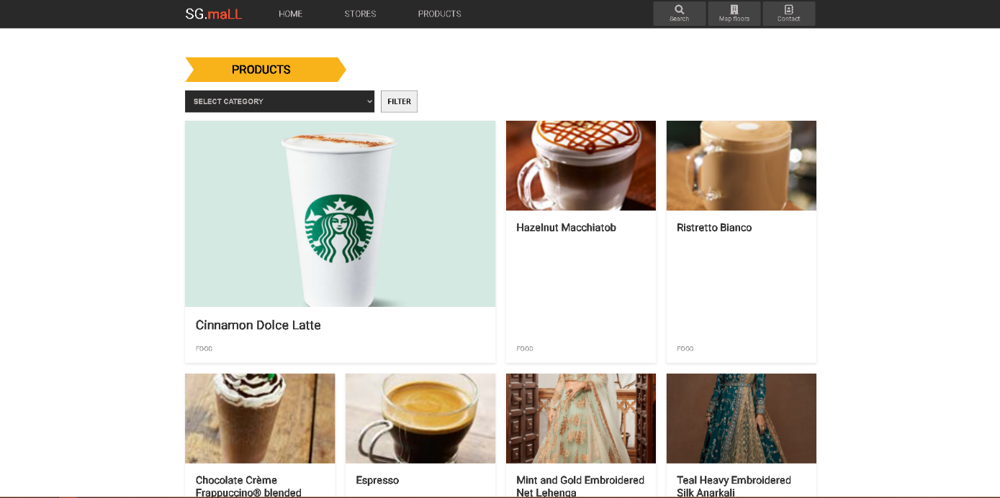 SG.maLL
HOME
STORES
PRODUCTS
Search
Map floors
Contact
PRODUCTS
SELECT CATEGORY
FILTER
Cinnamon Dolce Latte
FOOD
Hazelnut Macchiatob
FOOD
Ristretto Bianco
FOOD
Chocolate Crème
Frappuccino® blended
Espresso
Mint and Gold Embroidered
Net Lehenga
Teal Heavy Embroidered
Silk Anarkali